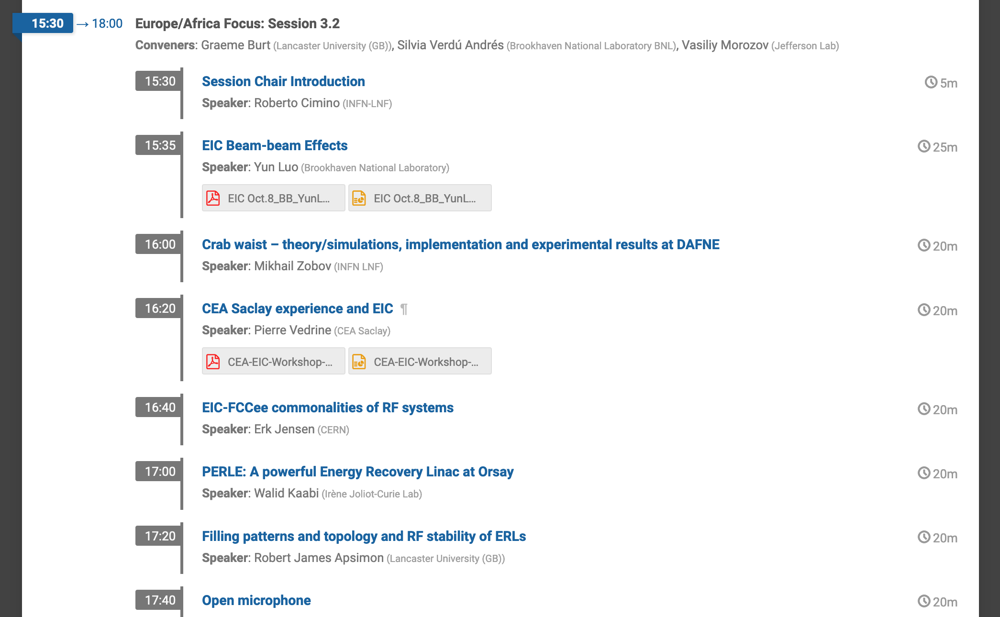 15:30 → 18:00 Europe/Africa Focus: Session 3.2
Conveners: Graeme Burt (Lancaster University (GB)), Silvia Verdú Andrés (Brookhaven National Laboratory BNL), Vasiliy Morozov (Jefferson Lab)
15:30 Session Chair Introduction 5m
Speaker: Roberto Cimino (INFN-LNF)
15:35 EIC Beam-beam Effects 25m
Speaker: Yun Luo (Brookhaven National Laboratory)
EIC Oct.8_BB_YunL... EIC Oct.8_BB_YunL...
16:00 Crab waist – theory/simulations, implementation and experimental results at DAFNE 20m
Speaker: Mikhail Zobov (INFN LNF)
16:20 CEA Saclay experience and EIC ¶ 20m
Speaker: Pierre Vedrine (CEA Saclay)
CEA-EIC-Workshop-... CEA-EIC-Workshop-...
16:40 EIC-FCCee commonalities of RF systems 20m
Speaker: Erk Jensen (CERN)
17:00 PERLE: A powerful Energy Recovery Linac at Orsay 20m
Speaker: Walid Kaabi (Irène Joliot-Curie Lab)
17:20 Filling patterns and topology and RF stability of ERLs 20m
Speaker: Robert James Apsimon (Lancaster University (GB))
17:40 Open microphone 20m